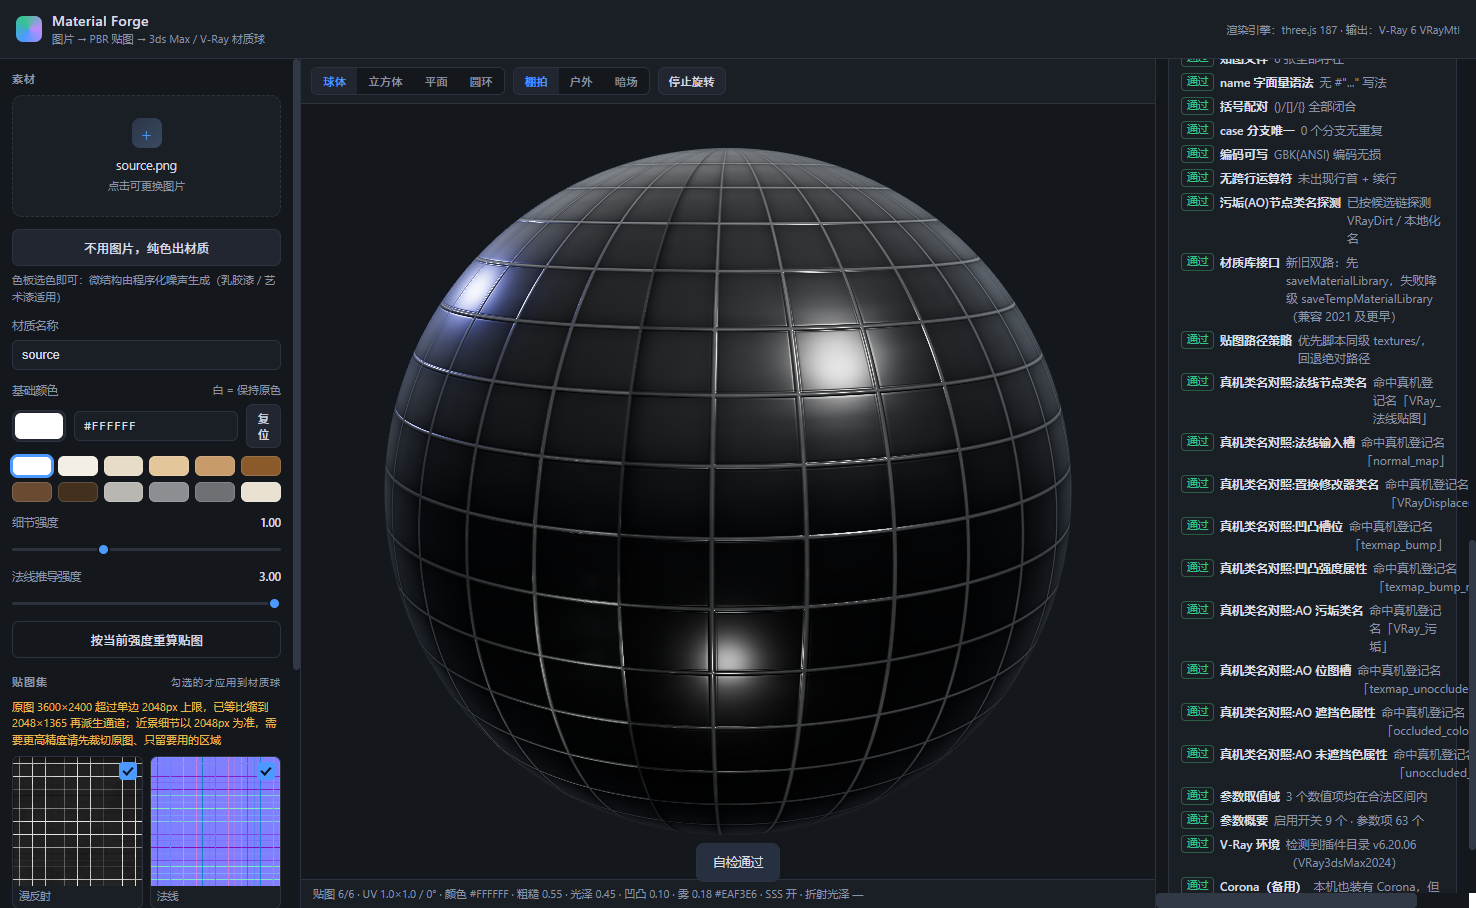 Material Forge
图片 → PBR 贴图 → 3ds Max / V-Ray 材质球
渲染引擎：three.js 187 · 输出：V-Ray 6 VRayMtl
素材
+
source.png
点击可更换图片
不用图片，纯色出材质
色板选色即可：微结构由程序化噪声生成（乳胶漆 / 艺
术漆适用）
材质名称
source
基础颜色
白 = 保持原色
#FFFFFF
复
位
细节强度
1.00
法线推导强度
3.00
按当前强度重算贴图
贴图集
勾选的才应用到材质球
原图 3600×2400 超过单边 2048px 上限，已等比缩到
2048×1365 再派生通道；近景细节以 2048px 为准，需
要更高精度请先裁切原图、只留要用的区域
漫反射
法线
球体
立方体
平面
圆环
棚拍
户外
暗场
停止旋转
自检通过
贴图 6/6 · UV 1.0×1.0 / 0° · 颜色 #FFFFFF · 粗糙 0.55 · 光泽 0.45 · 凹凸 0.10 · 雾 0.18 #EAF3E6 · SSS 开 · 折射光泽 —
通过 贴图文件 0 张全部存在
通过 name 字面量语法 无 #"..." 写法
通过 括号配对 ()/[]/{} 全部闭合
通过 case 分支唯一 0 个分支无重复
通过 编码可写 GBK(ANSI) 编码无损
通过 无跨行运算符 未出现行首 + 续行
通过 污垢(AO)节点类名探测 已按候选链探测
VRayDirt / 本地化
名
通过 材质库接口 新旧双路：先
saveMaterialLibrary，失败降
级 saveTempMaterialLibrary
（兼容 2021 及更早）
通过 贴图路径策略 优先脚本同级 textures/，
回退绝对路径
通过 真机类名对照:法线节点类名 命中真机登
记名「VRay_
法线贴图」
通过 真机类名对照:法线输入槽 命中真机登记名
「normal_map」
通过 真机类名对照:置换修改器类名 命中真机登记名
「VRayDisplace
通过 真机类名对照:凹凸槽位 命中真机登记名
「texmap_bump」
通过 真机类名对照:凹凸强度属性 命中真机登记名
「texmap_bump_
通过 真机类名对照:AO 污垢类名 命中真机登记
名「VRay_污
垢」
通过 真机类名对照:AO 位图槽 命中真机登记名
「texmap_unocclude
通过 真机类名对照:AO 遮挡色属性 命中真机登记名
「occluded_colo
通过 真机类名对照:AO 未遮挡色属性 命中真机登记
「unoccluded_
通过 参数取值域 3 个数值项均在合法区间内
通过 参数概要 启用开关 9 个 · 参数项 63 个
通过 V-Ray 环境 检测到插件目录 v6.20.06
(VRay3dsMax2024)
通过 Corona（备用） 本机也装有 Corona，但